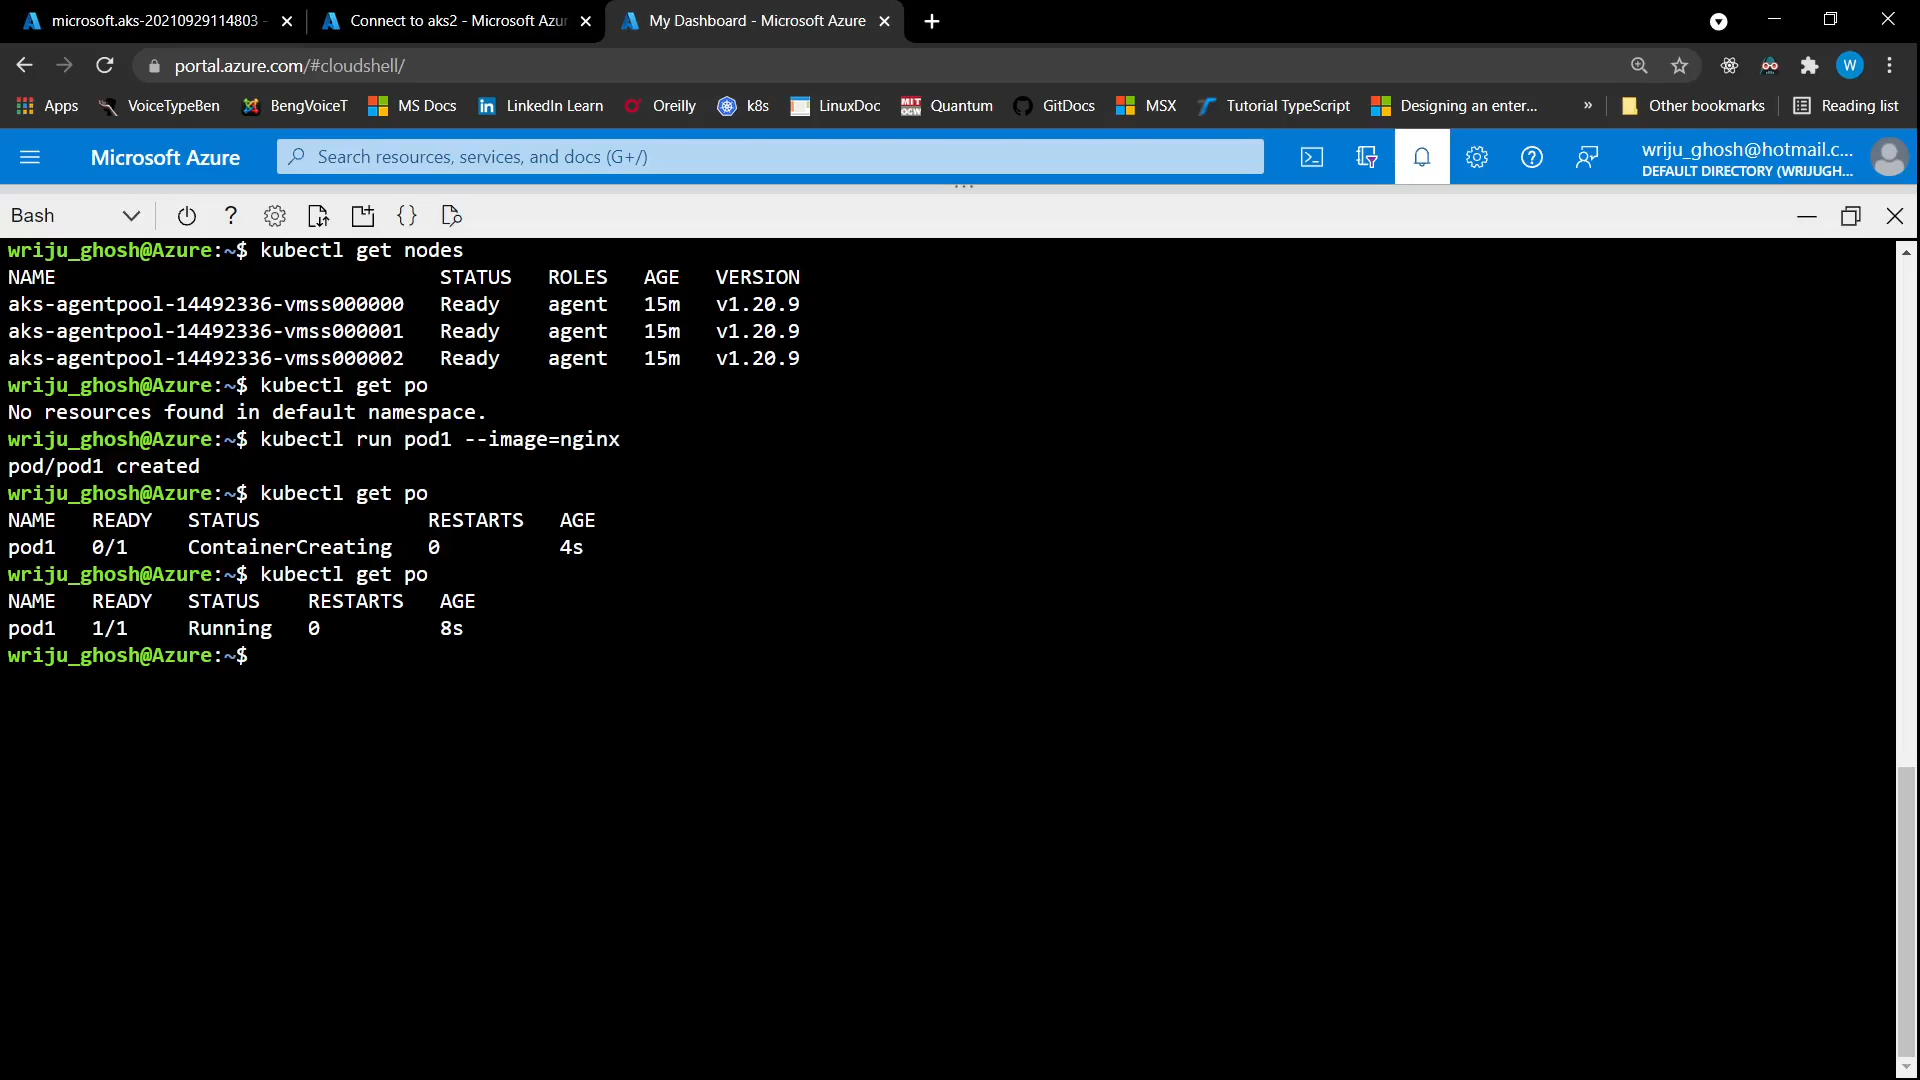 microsoft.aks-20210929114803 - Connect to aks2 - Microsoft Azur My Dashboard - Microsoft Azure
portal.azure.com/#cloudshell/ W
Apps VoiceTypeBen BengVoiceT MS Docs LinkedIn Learn Oreilly k8s LinuxDoc MIT OCW Quantum GitDocs MSX Tutorial TypeScript Designing an enter... » Other bookmarks Reading list
Microsoft Azure Search resources, services, and docs (G+/) wriju_ghosh@hotmail.c...
DEFAULT DIRECTORY (WRIJUGH...
Bash
wriju_ghosh@Azure:~$ kubectl get nodes
NAME STATUS ROLES AGE VERSION
aks-agentpool-14492336-vmss000000 Ready agent 15m v1.20.9
aks-agentpool-14492336-vmss000001 Ready agent 15m v1.20.9
aks-agentpool-14492336-vmss000002 Ready agent 15m v1.20.9
wriju_ghosh@Azure:~$ kubectl get po
No resources found in default namespace.
wriju_ghosh@Azure:~$ kubectl run pod1 --image=nginx
pod/pod1 created
wriju_ghosh@Azure:~$ kubectl get po
NAME READY STATUS RESTARTS AGE
pod1 0/1 ContainerCreating 0 4s
wriju_ghosh@Azure:~$ kubectl get po
NAME READY STATUS RESTARTS AGE
pod1 1/1 Running 0 8s
wriju_ghosh@Azure:~$